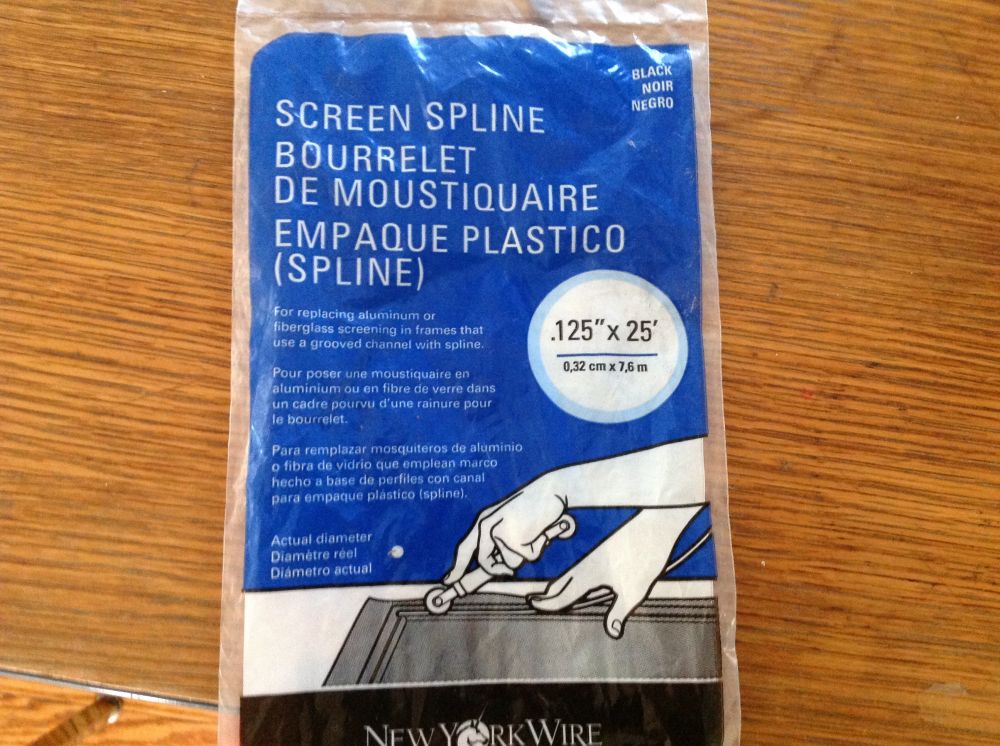 BLACK
NOIR
NEGRO
SCREEN SPLINE
BOURRELET
DE MOUSTIQUAIRE
EMPAQUE PLASTICO
(SPLINE)
For replacing aluminum or
fiberglass screening in frames that
use a grooved channel with spline.
Pour poser une moustiquaire en
aluminium ou en fibre de verre dans
un cadre pourvu d'une rainure pour
le bourrelet.
Para remplazar mosquiteros de aluminio
o fibra de vidrio que emplean marco
hecho a base de perfiles con canal
para empaque plástico (spline).
.125" x 25'
0,32 cm x 7,6 m
Actual diameter
Diamètre réel
Diámetro actual
NEW YORK WIRE